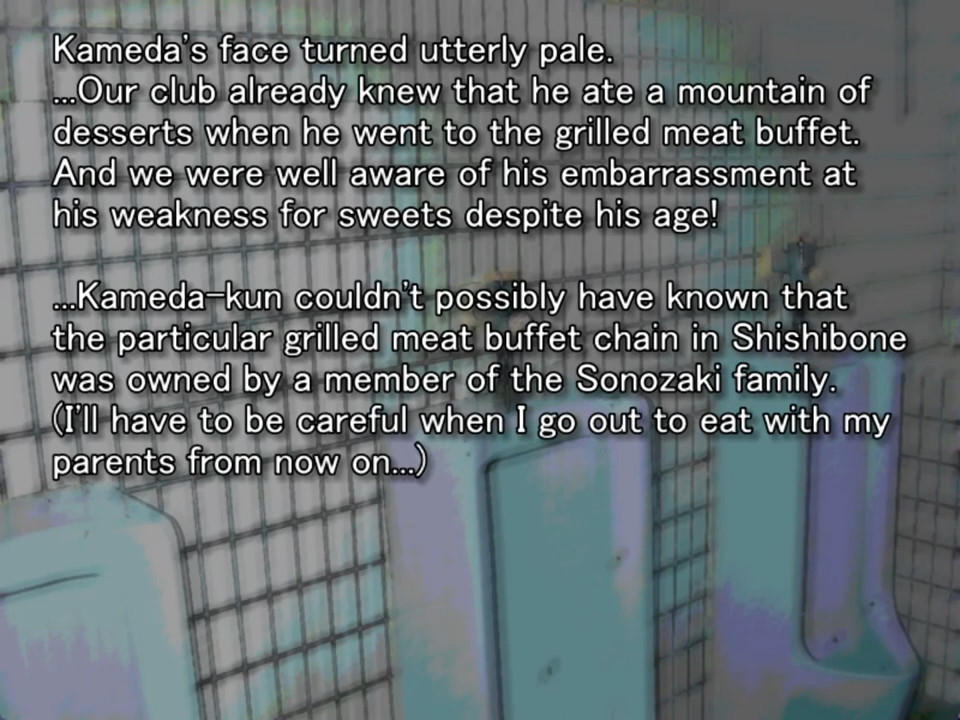 Kameda's face turned utterly pale.
...Our club already knew that he ate a mountain of
desserts when he went to the grilled meat buffet.
And we were well aware of his embarrassment at
his weakness for sweets despite his age!
...Kameda-kun couldn't possibly have known that
the particular grilled meat buffet chain in Shishibone
was owned by a member of the Sonozaki family.
(I'll have to be careful when I go out to eat with my
parents from now on...)